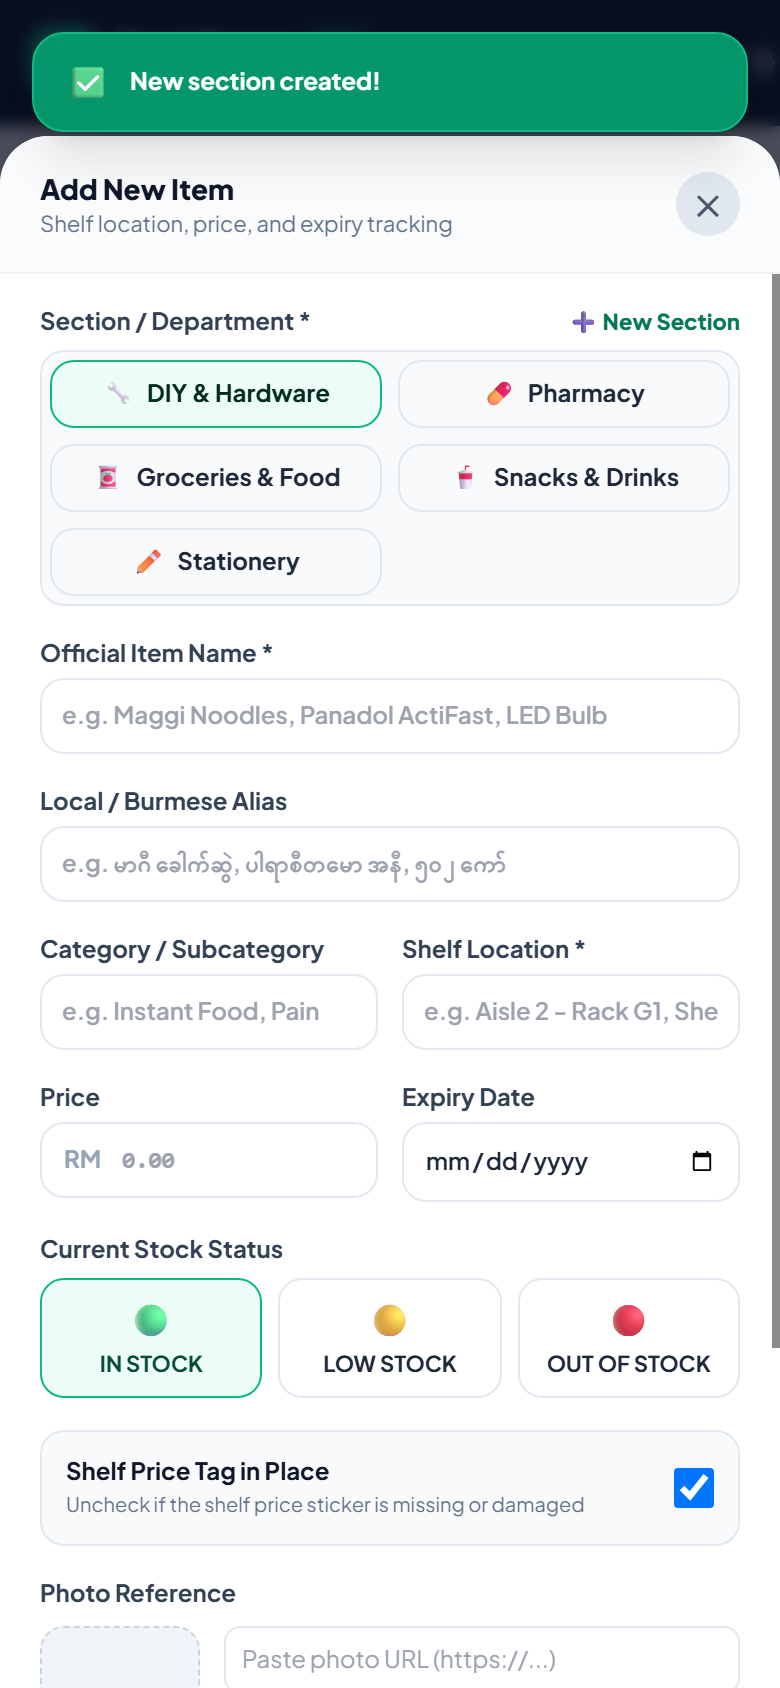 New section created!
Add New Item
Shelf location, price, and expiry tracking
Section / Department *
New Section
DIY & Hardware
Pharmacy
Groceries & Food
Snacks & Drinks
Stationery
Official Item Name *
e.g. Maggi Noodles, Panadol ActiFast, LED Bulb
Local / Burmese Alias
e.g. မာဂီ ခေါက်ဆွဲ, ပါရာစီတမော အနီ, ၅၀၂ ကော်
Category / Subcategory
Shelf Location *
e.g. Instant Food, Pain
e.g. Aisle 2 - Rack G1, She
Price
Expiry Date
RM 0.00
mm/dd/yyyy
Current Stock Status
IN STOCK
LOW STOCK
OUT OF STOCK
Shelf Price Tag in Place
Uncheck if the shelf price sticker is missing or damaged
Photo Reference
Paste photo URL (https://...)